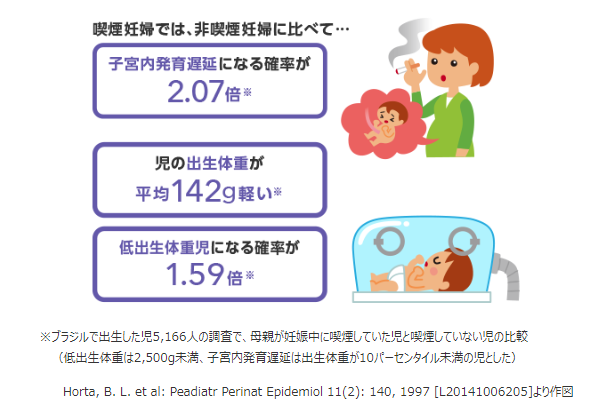 喫煙妊婦では、非喫煙妊婦に比べて…
子宮内発育遅延になる確率が
2.07倍※
児の出生体重が
平均142g軽い※
低出生体重児になる確率が
1.59倍※
※ブラジルで出生した児5,166人の調査で、母親が妊娠中に喫煙していた児と喫煙していない児の比較
(低出生体重は2,500g未満、子宮内発育遅延は出生体重が10パーセンタイル未満の児とした)
Horta, B. L. et al: Peadiatr Perinat Epidemiol 11(2): 140, 1997 [L20141006205]より作図